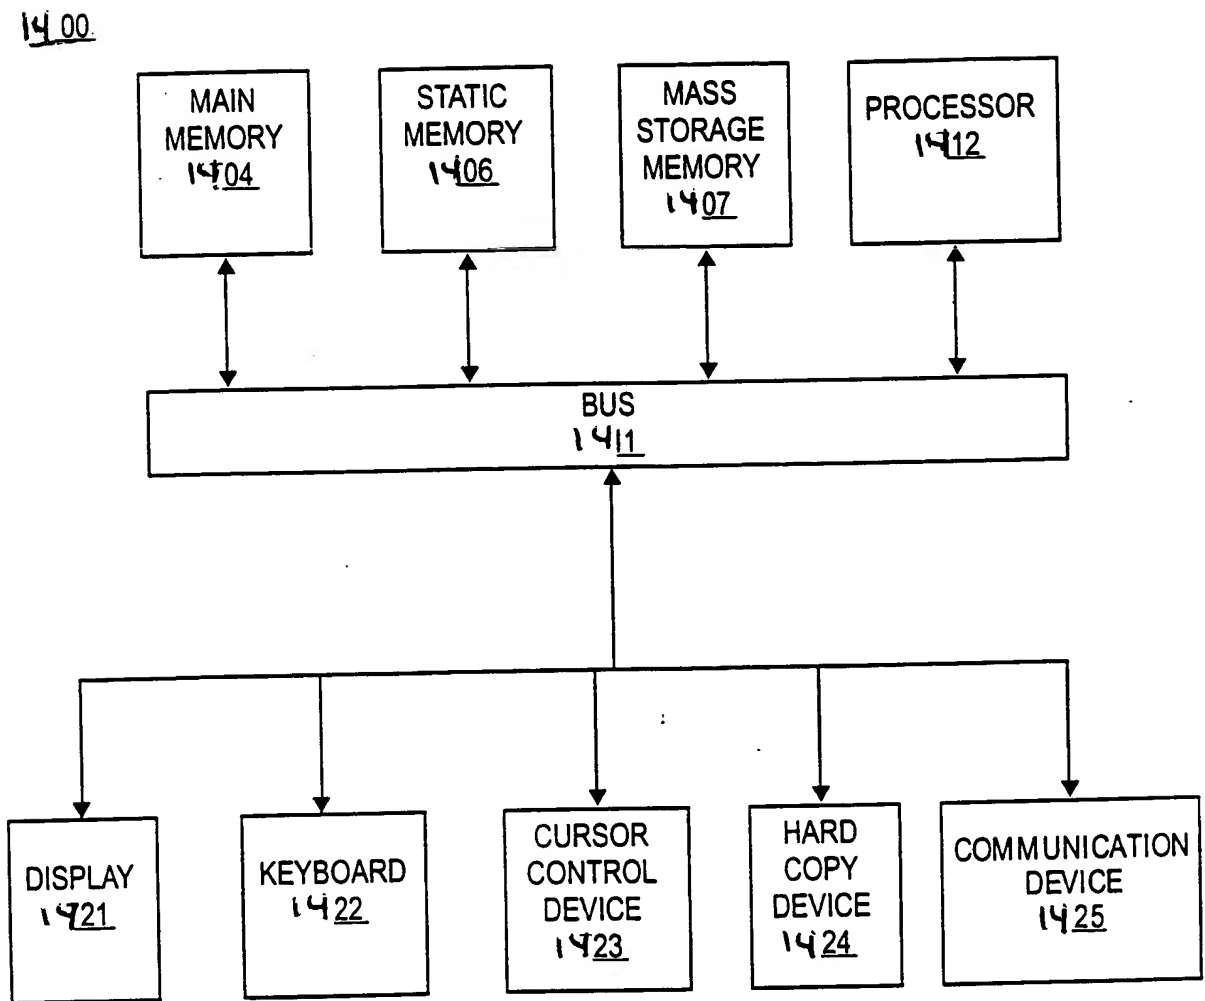 1400
MAIN
MEMORY
1404
STATIC
MEMORY
1406
MASS
STORAGE
MEMORY
1407
PROCESSOR
1412
BUS
1411
DISPLAY
1421
KEYBOARD
1422
CURSOR
CONTROL
DEVICE
1423
HARD
COPY
DEVICE
1424
COMMUNICATION
DEVICE
1425